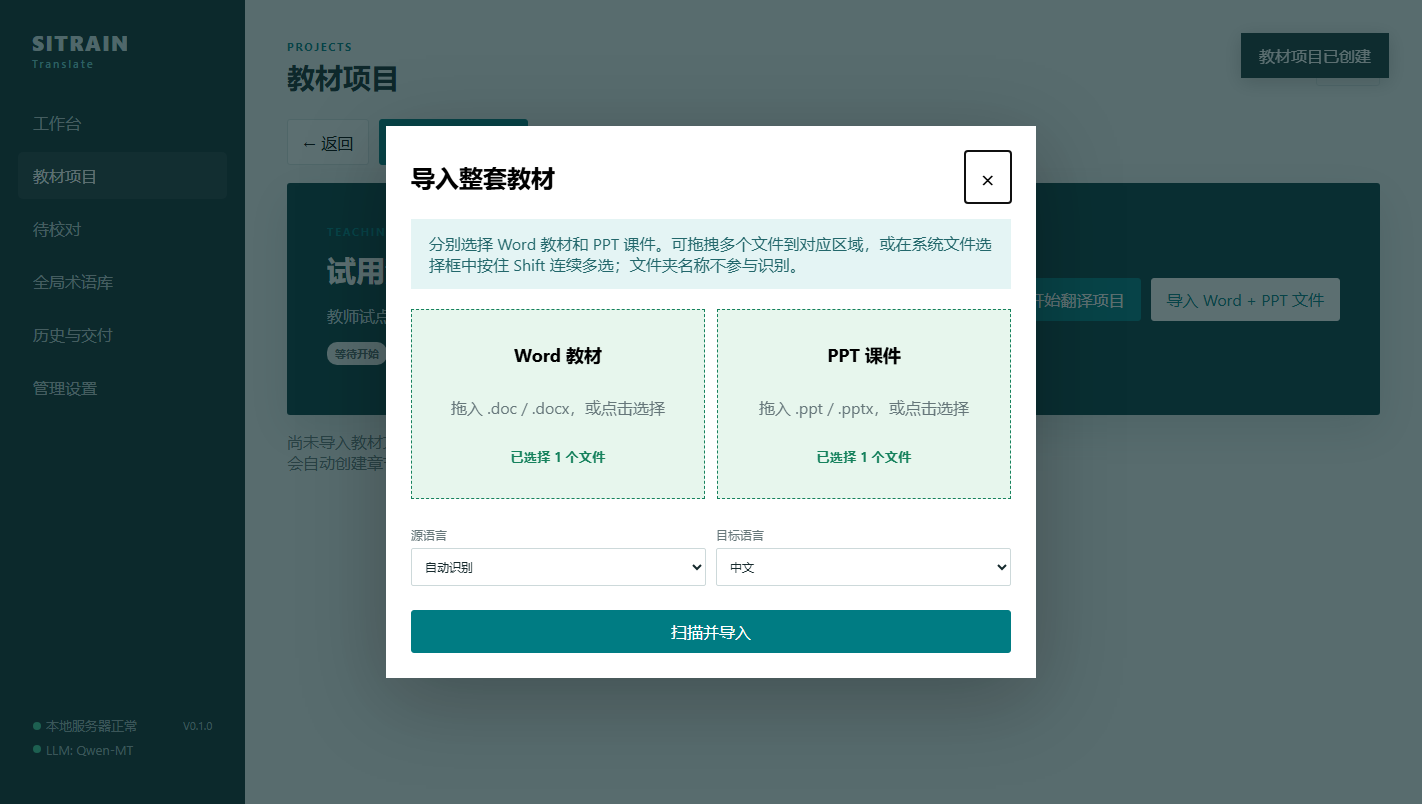 SITRAIN
Translate
工作台
教材项目
待校对
全局术语库
历史与交付
管理设置
本地服务器正常 V0.1.0
LLM: Qwen-MT
PROJECTS
教材项目
教材项目已创建
← 返回
TEACHIN
试用
教师试点
等待开始
开始翻译项目
导入 Word + PPT 文件
尚未导入教材
会自动创建章
导入整套教材
×
分别选择 Word 教材和 PPT 课件。可拖拽多个文件到对应区域，或在系统文件选
择框中按住 Shift 连续多选；文件夹名称不参与识别。
Word 教材
拖入 .doc / .docx，或点击选择
已选择 1 个文件
PPT 课件
拖入 .ppt / .pptx，或点击选择
已选择 1 个文件
源语言
自动识别
目标语言
中文
扫描并导入